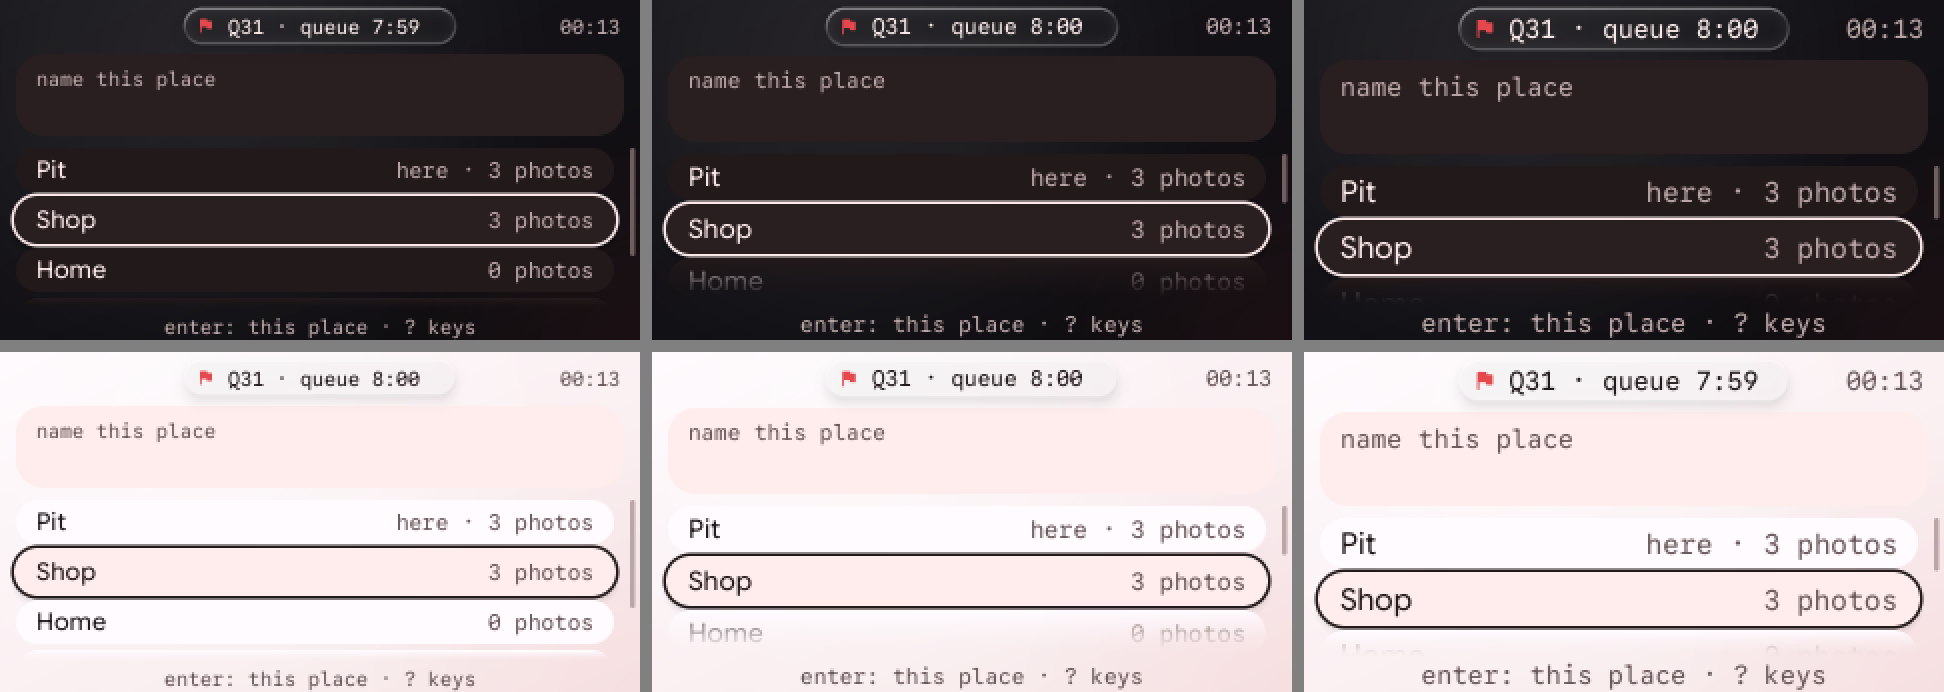 Q31 · queue 7:59 00:13
name this place
Pit here · 3 photos
Shop 3 photos
Home 0 photos
enter: this place · ? keys
Q31 · queue 8:00 00:13
name this place
Pit here · 3 photos
Shop 3 photos
Home 0 photos
enter: this place · ? keys
Q31 · queue 8:00 00:13
name this place
Pit here · 3 photos
Shop 3 photos
enter: this place · ? keys
Q31 · queue 8:00 00:13
name this place
Pit here · 3 photos
Shop 3 photos
Home 0 photos
enter: this place · ? keys
Q31 · queue 8:00 00:13
name this place
Pit here · 3 photos
Shop 3 photos
Home 0 photos
enter: this place · ? keys
Q31 · queue 7:59 00:13
name this place
Pit here · 3 photos
Shop 3 photos
enter: this place · ? keys